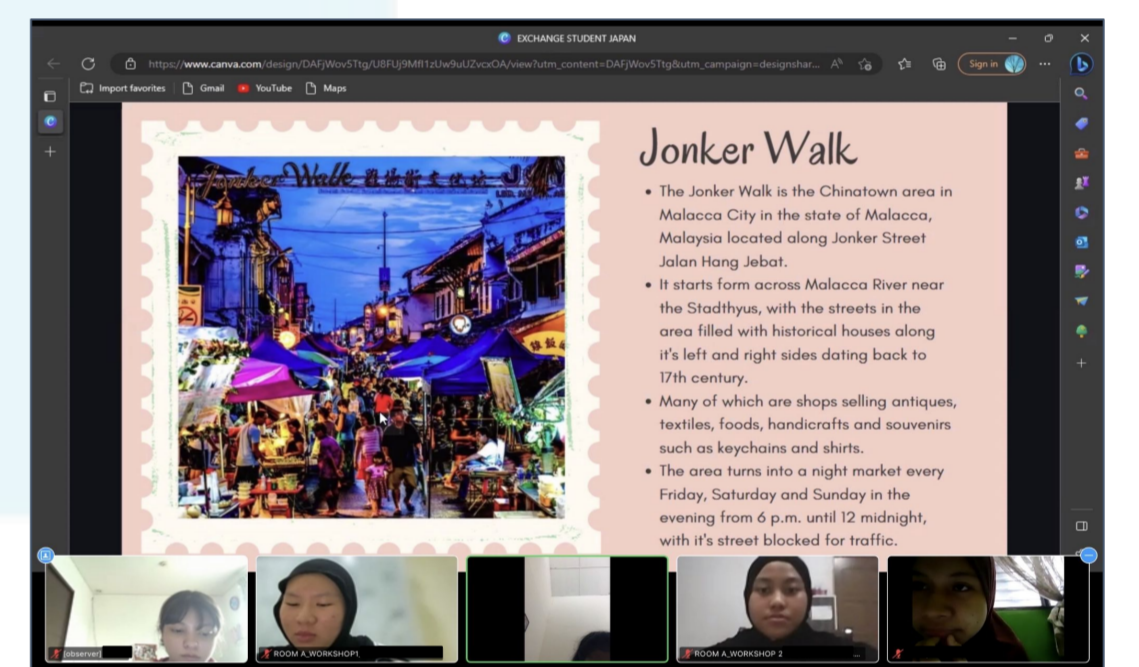 EXCHANGE STUDENT JAPAN
https://www.canva.com/design/DAFjWov5Ttg/U8FUj9MfI1zUw9uUZvcxOA/view?utm_content=DAFjWov5Ttg&utm_campaign=designshar...
Sign in
Import favorites
Gmail
YouTube
Maps
Jonker Walk
Jonker Walk
• The Jonker Walk is the Chinatown area in
Malacca City in the state of Malacca,
Malaysia located along Jonker Street
Jalan Hang Jebat.
• It starts form across Malacca River near
the Stadthyus, with the streets in the
area filled with historical houses along
it's left and right sides dating back to
17th century.
• Many of which are shops selling antiques,
textiles, foods, handicrafts and souvenirs
such as keychains and shirts.
• The area turns into a night market every
Friday, Saturday and Sunday in the
evening from 6 p.m. until 12 midnight,
with it's street blocked for traffic.
(observer)
ROOM A_WORKSHOP1_
ROOM A_WORKSHOP 2